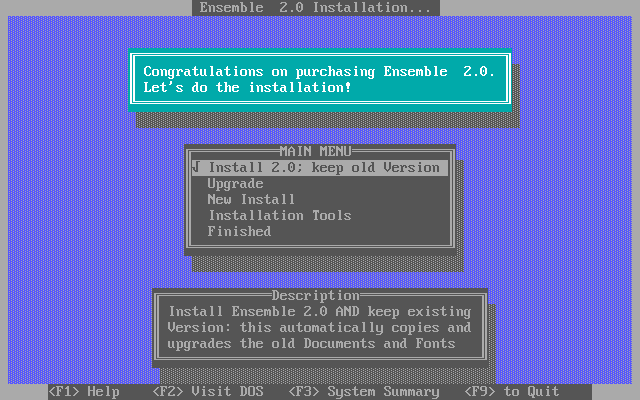 Ensemble  2.0 Installation...
Congratulations on purchasing Ensemble  2.0.
Let's do the installation!
MAIN MENU
√ Install 2.0; keep old Version
Upgrade
New Install
Installation Tools
Finished
Description
Install Ensemble 2.0 AND keep existing
Version: this automatically copies and
upgrades the old Documents and Fonts
<F1> Help    <F2> Visit DOS   <F3> System Summary   <F9> to Quit